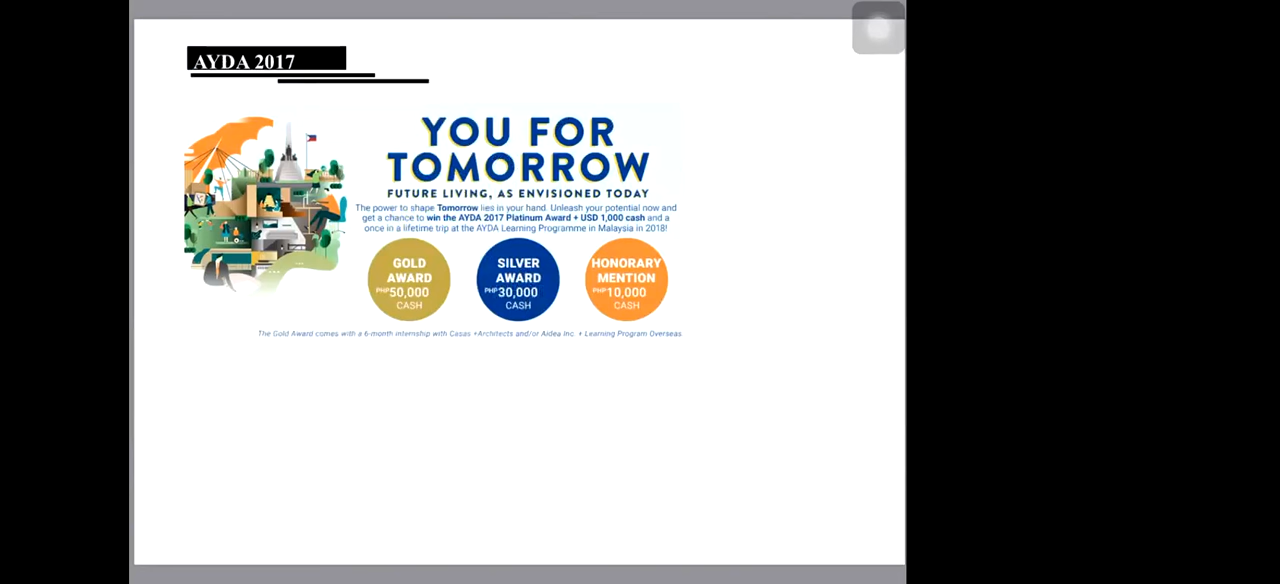 AYDA 2017
YOU FOR
TOMORROW
FUTURE LIVING, AS ENVISIONED TODAY
The power to shape Tomorrow lies in your hand. Unleash your potential now and
get a chance to win the AYDA 2017 Platinum Award + USD 1,000 cash and a
once in a lifetime trip at the AYDA Learning Programme in Malaysia in 2018!
GOLD
AWARD
PHP50,000
CASH
SILVER
AWARD
PHP30,000
CASH
HONORARY
MENTION
PHP10,000
CASH
The Gold Award comes with a 6-month internship with Casas +Architects and/or Aidea Inc. + Learning Program Overseas